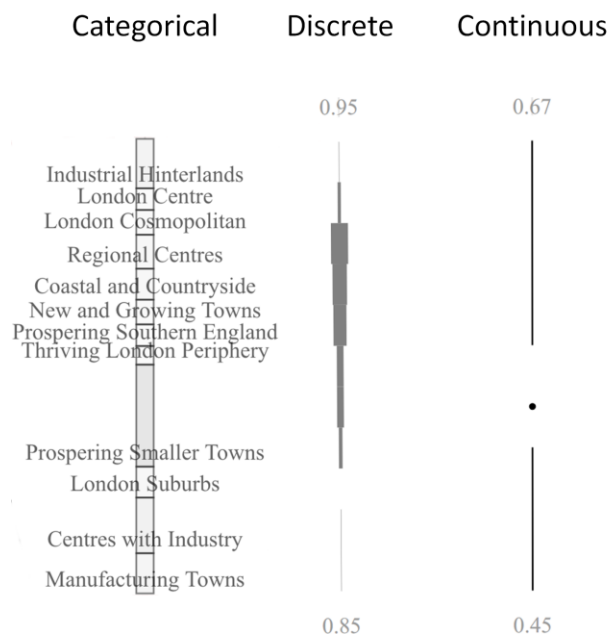 Categorical Discrete Continuous
0.95 0.67
Industrial Hinterlands
London Centre
London Cosmopolitan
Regional Centres
Coastal and Countryside
New and Growing Towns
Prospering Southern England
Thriving London Periphery
Prospering Smaller Towns
London Suburbs
Centres with Industry
Manufacturing Towns
0.85 0.45